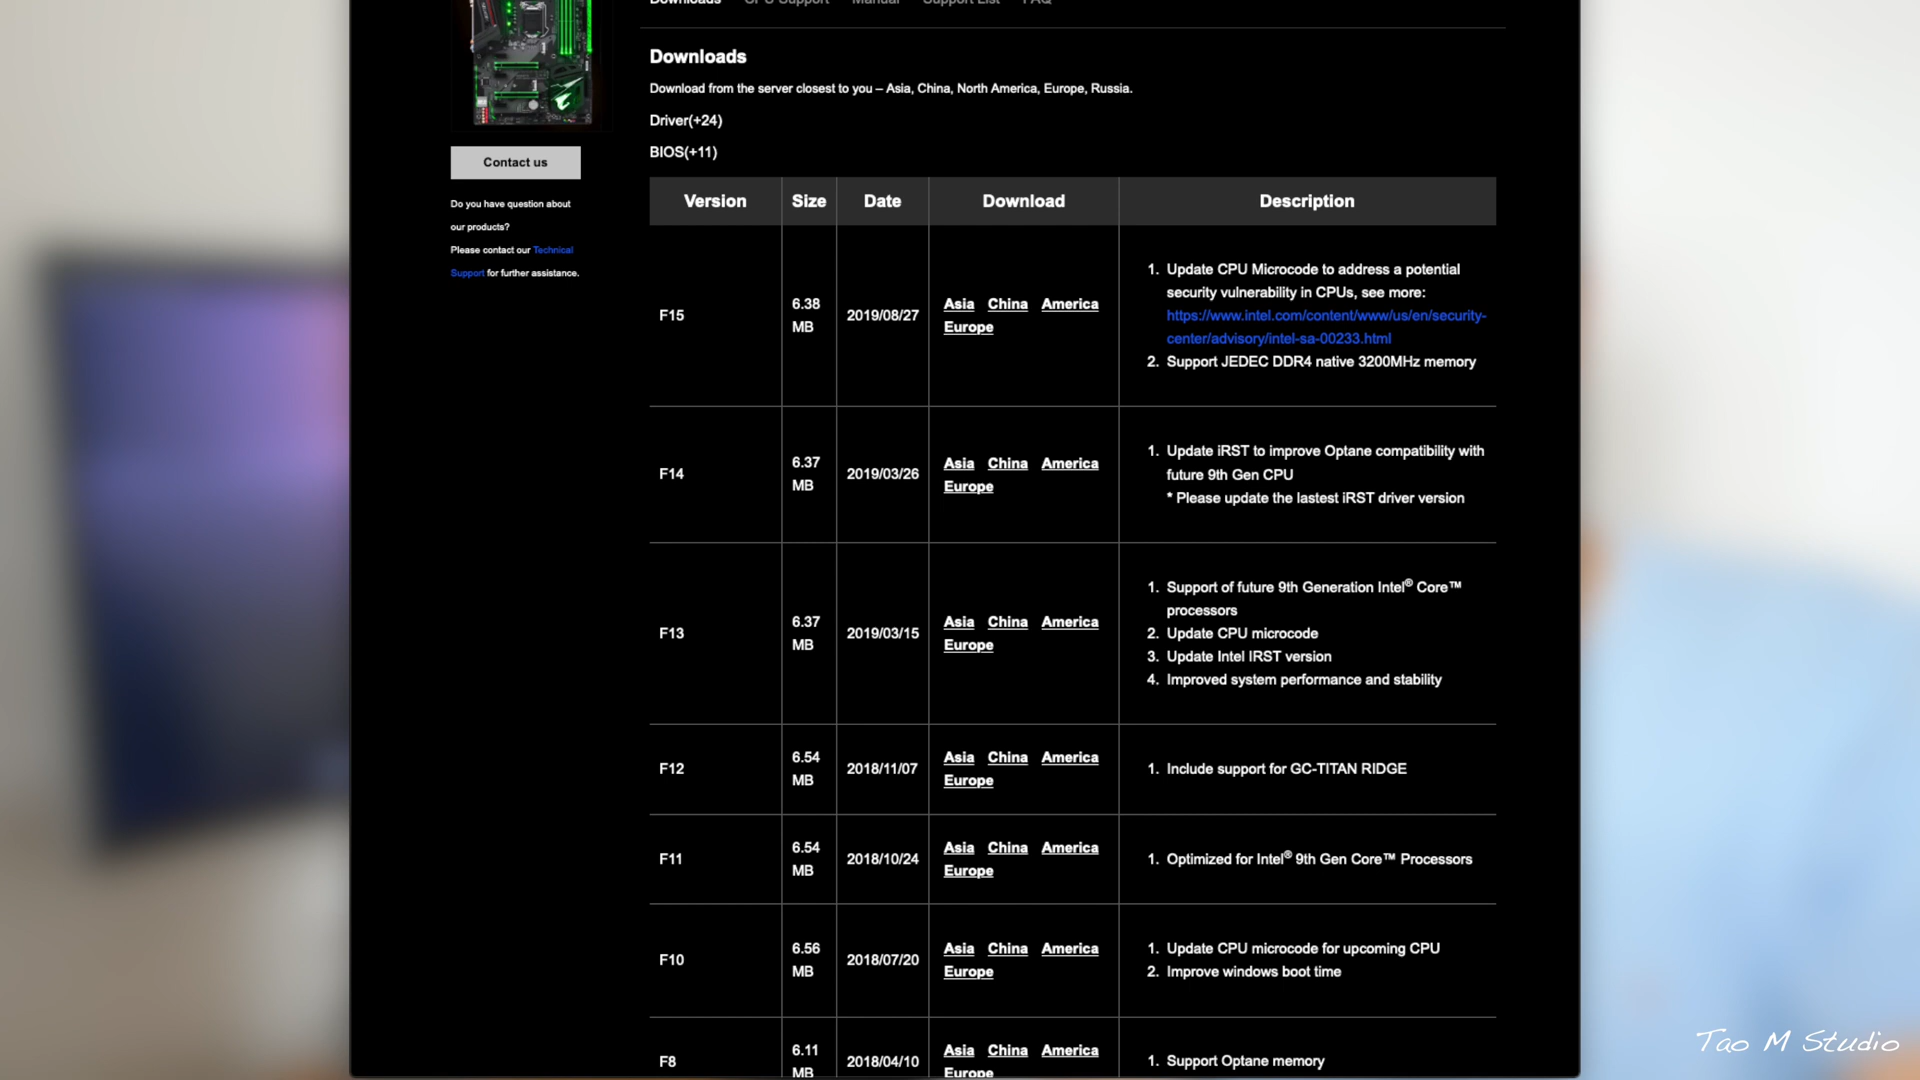 Downloads CPU Support Manual Support List FAQ
Downloads
Download from the server closest to you – Asia, China, North America, Europe, Russia.
Driver(+24)
BIOS(+11)
Contact us
Do you have question about
our products?
Please contact our Technical
Support for further assistance.
Version Size Date Download Description
F15 6.38 MB 2019/08/27 Asia China America Europe
1. Update CPU Microcode to address a potential
security vulnerability in CPUs, see more:
https://www.intel.com/content/www/us/en/security-
center/advisory/intel-sa-00233.html
2. Support JEDEC DDR4 native 3200MHz memory
F14 6.37 MB 2019/03/26 Asia China America Europe
1. Update iRST to improve Optane compatibility with
future 9th Gen CPU
* Please update the lastest iRST driver version
F13 6.37 MB 2019/03/15 Asia China America Europe
1. Support of future 9th Generation Intel® Core™
processors
2. Update CPU microcode
3. Update Intel IRST version
4. Improved system performance and stability
F12 6.54 MB 2018/11/07 Asia China America Europe
1. Include support for GC-TITAN RIDGE
F11 6.54 MB 2018/10/24 Asia China America Europe
1. Optimized for Intel® 9th Gen Core™ Processors
F10 6.56 MB 2018/07/20 Asia China America Europe
1. Update CPU microcode for upcoming CPU
2. Improve windows boot time
F8 6.11 MB 2018/04/10 Asia China America Europe
1. Support Optane memory
Tao M Studio